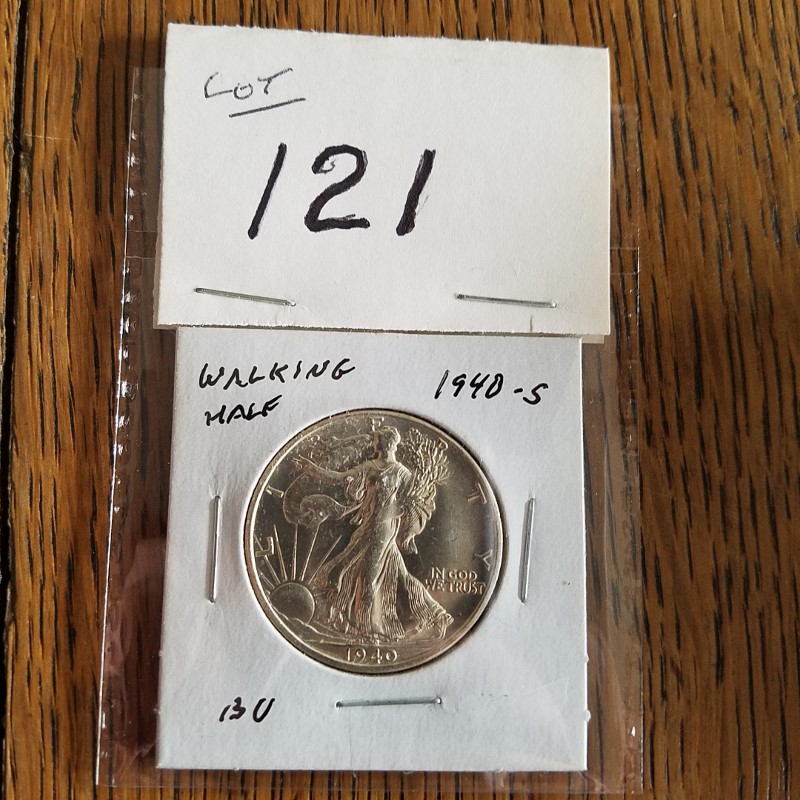 LOT
121
WALKING
HALF
1940-S
LIBERTY
IN GOD
WE TRUST
1940
BU